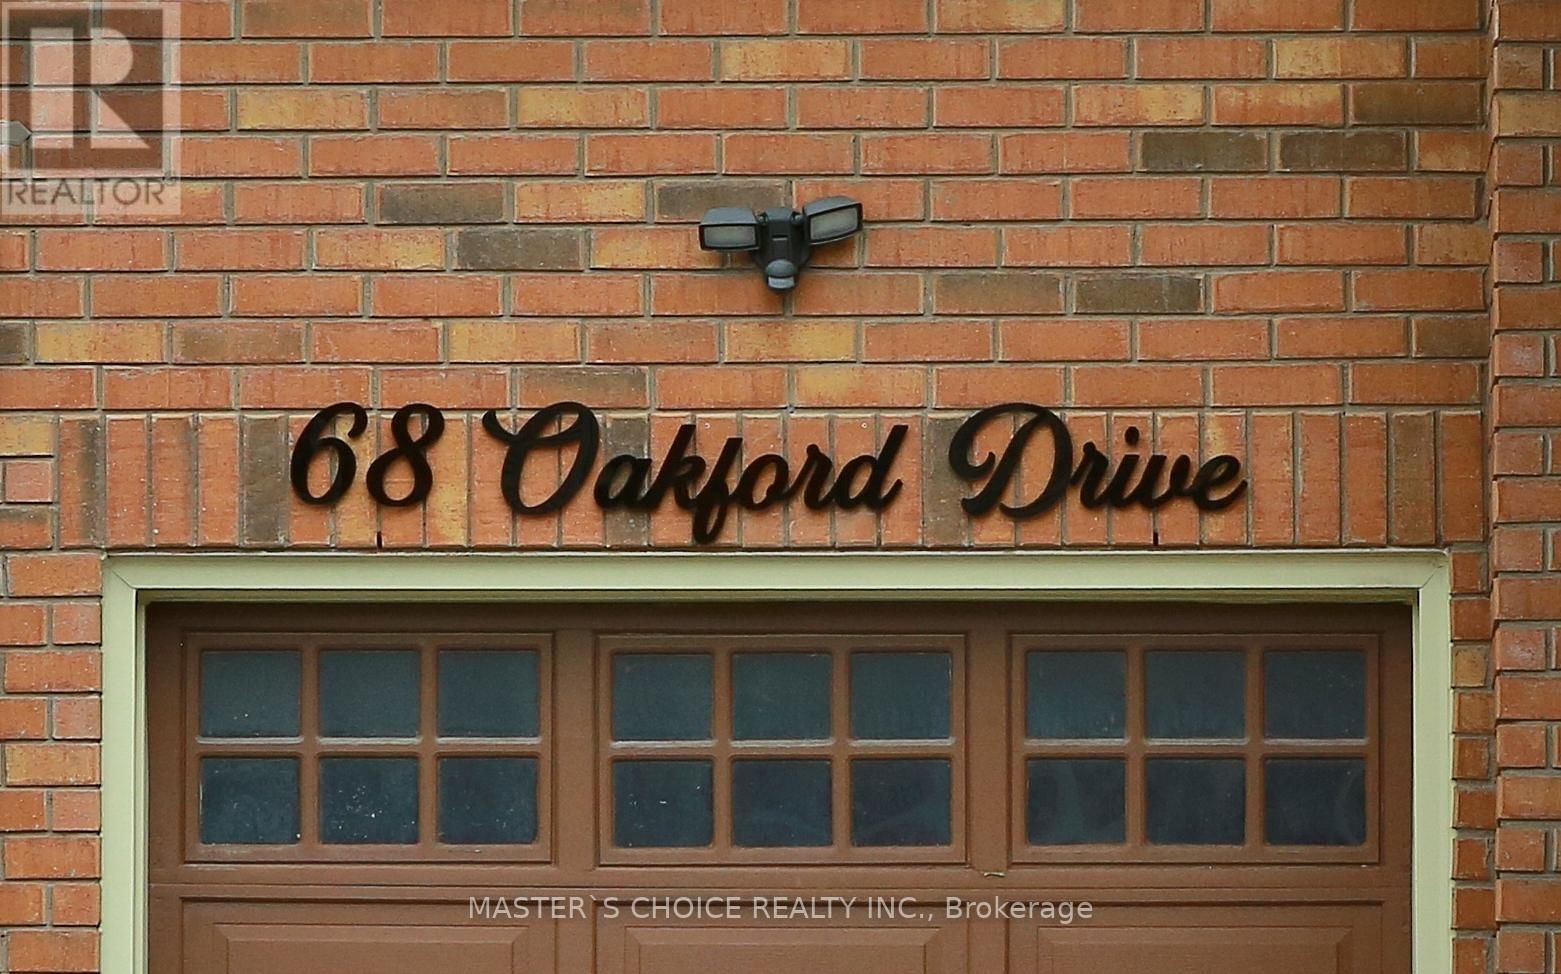 R
REALTOR®
68 Oakford Drive
MASTER`S CHOICE REALTY INC., Brokerage